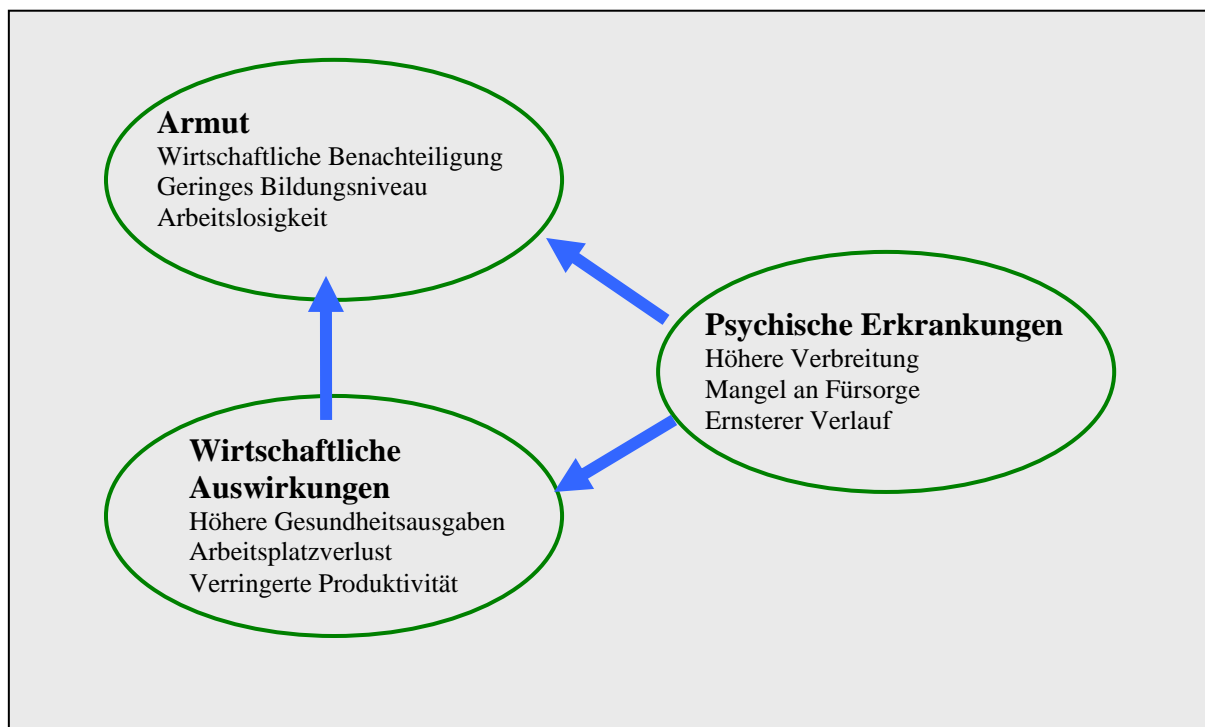 Armut
Wirtschaftliche Benachteiligung
Geringes Bildungsniveau
Arbeitslosigkeit
Psychische Erkrankungen
Höhere Verbreitung
Mangel an Fürsorge
Ernsterer Verlauf
Wirtschaftliche
Auswirkungen
Höhere Gesundheitsausgaben
Arbeitsplatzverlust
Verringerte Produktivität